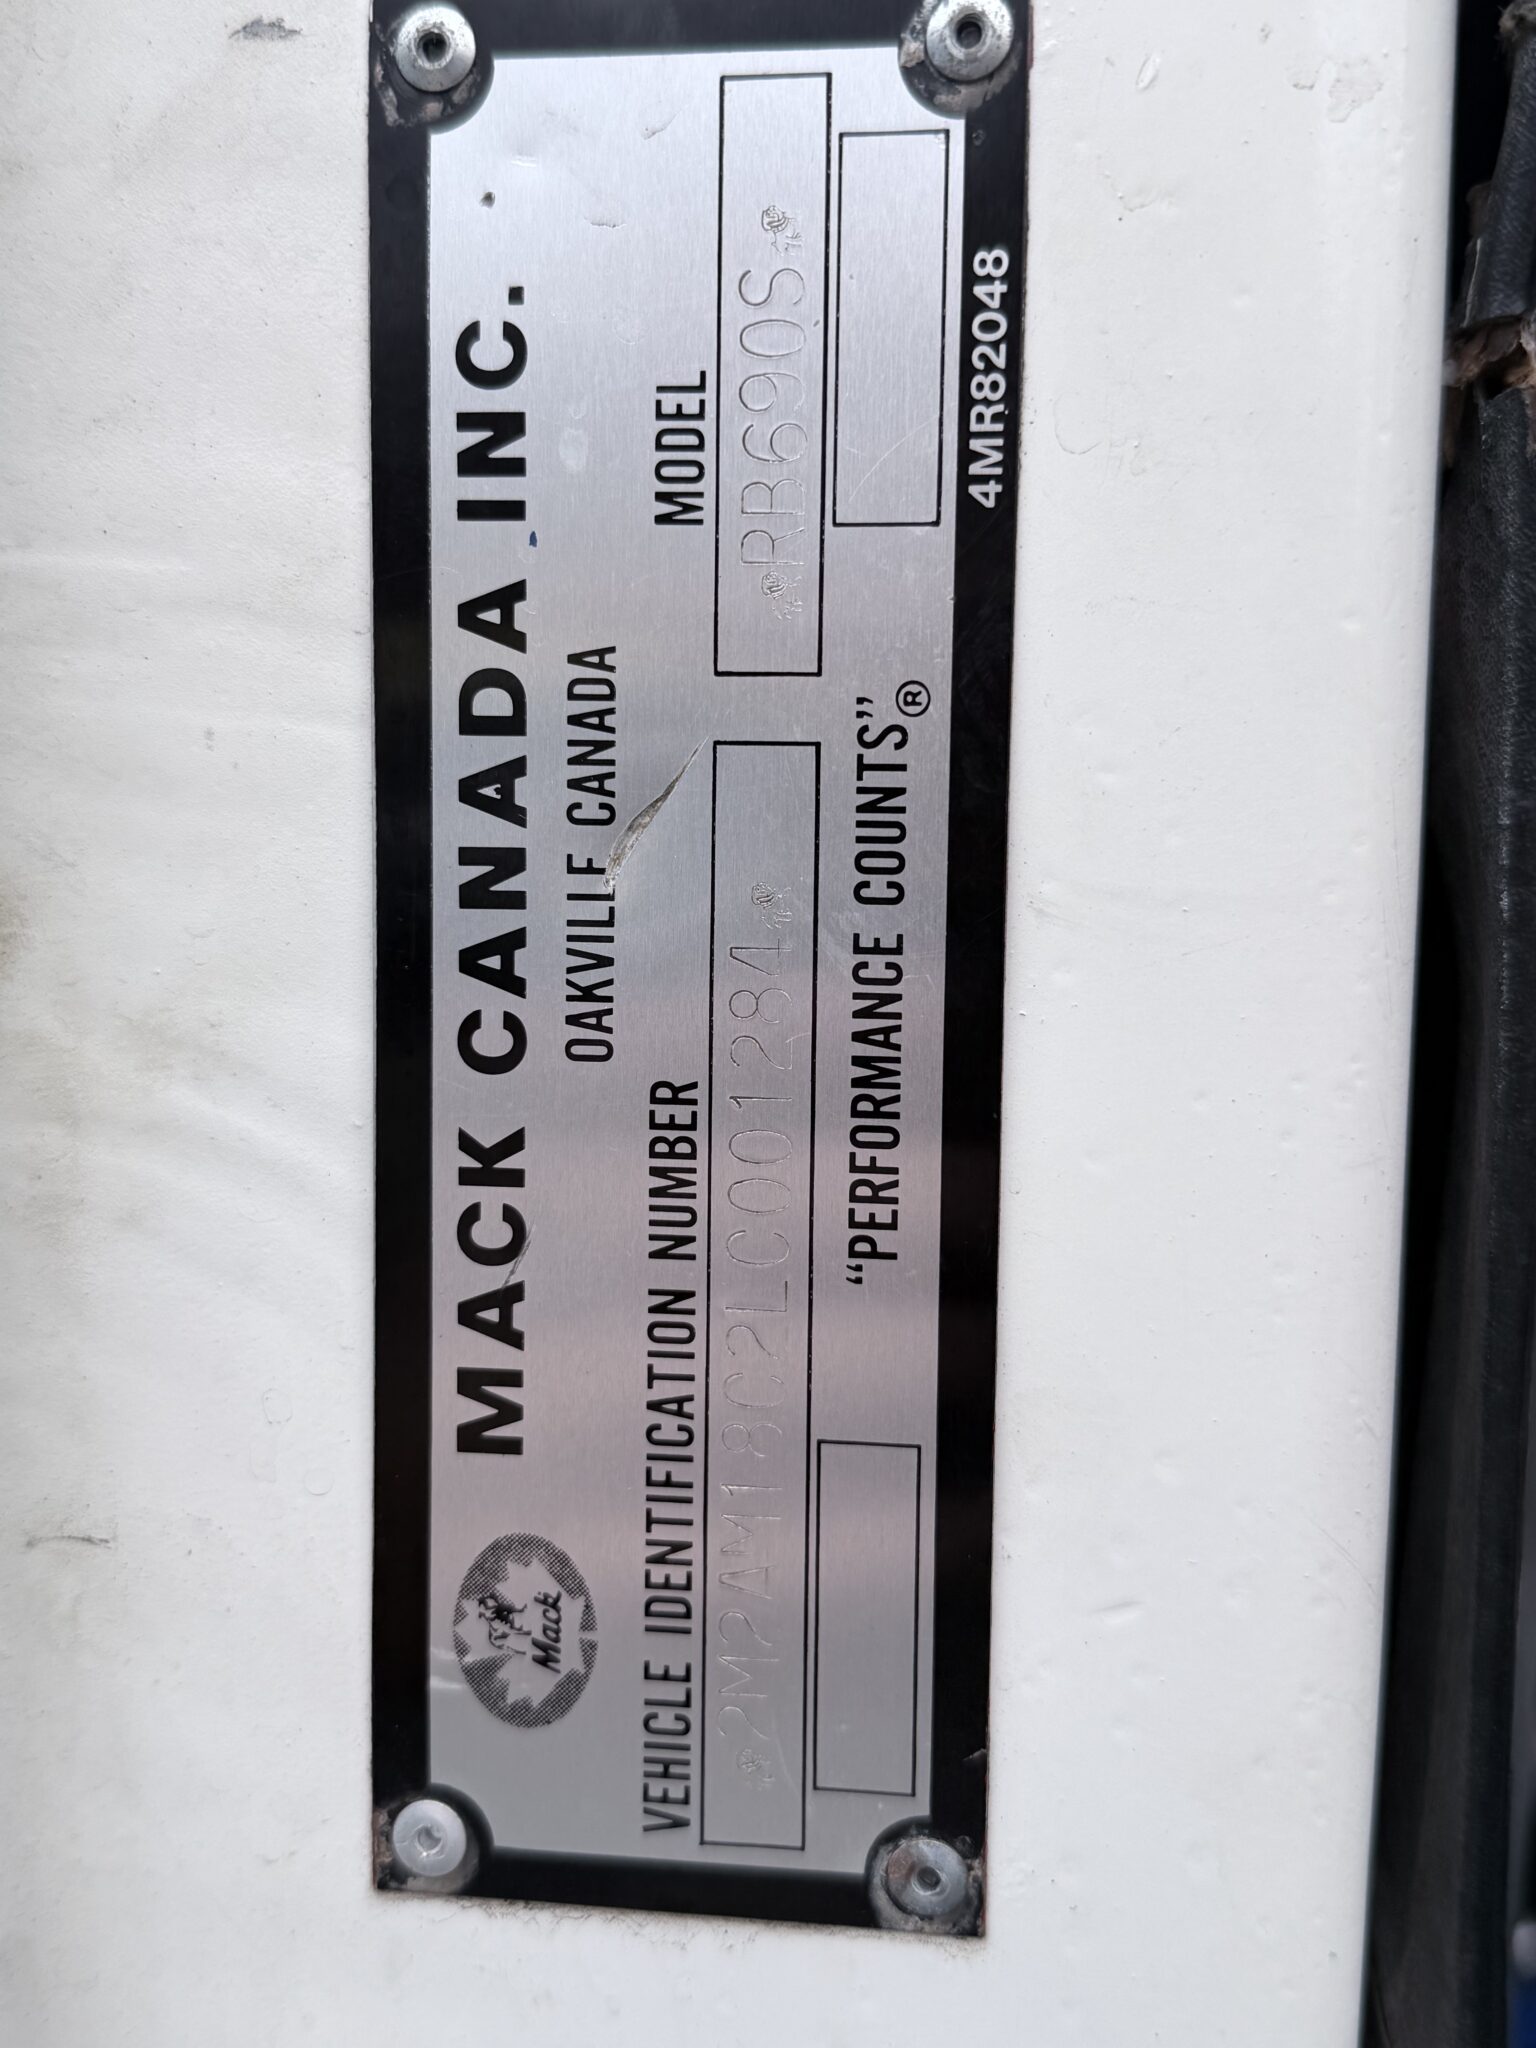 MACK CANADA INC.
OAKVILLE CANADA
Mack
VEHICLE IDENTIFICATION NUMBER
MODEL
2M2AM18C2LC001284
RB690S
"PERFORMANCE COUNTS"®
4MR82048